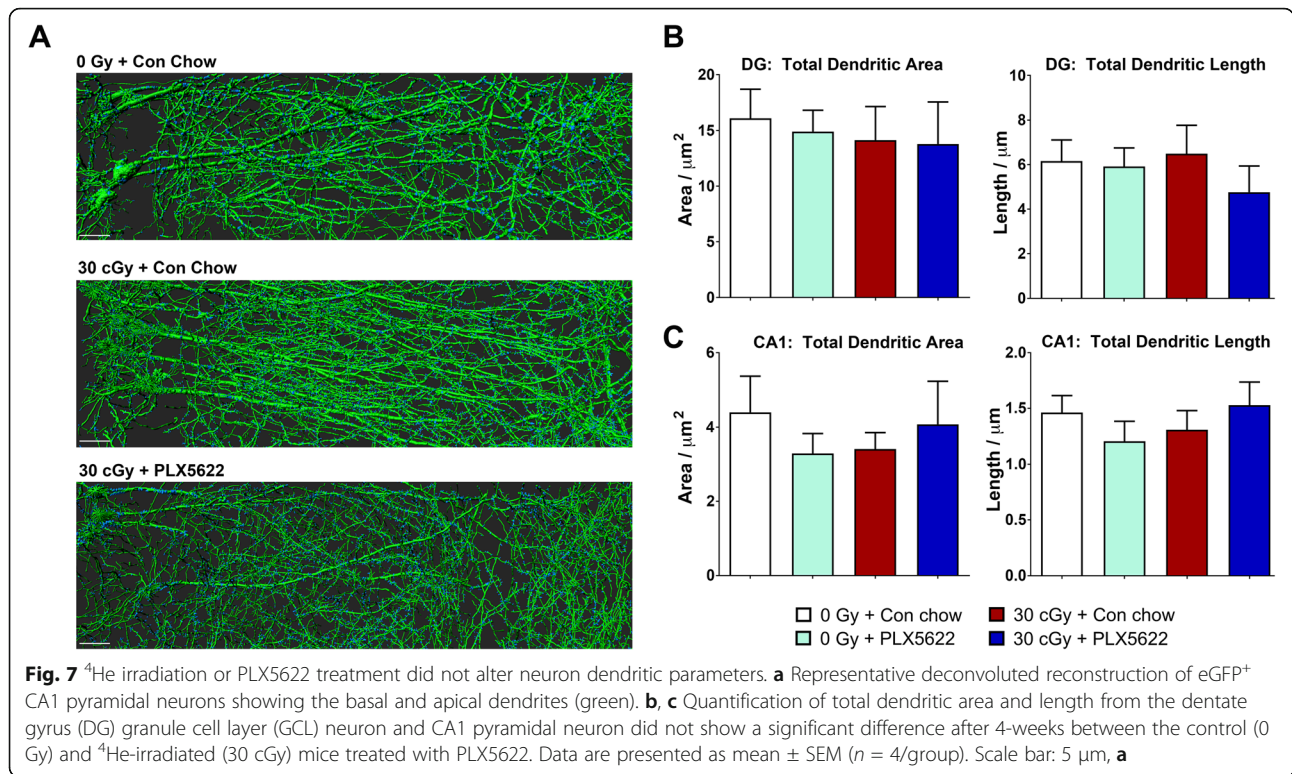 A
0 Gy + Con Chow
30 cGy + Con Chow
30 cGy + PLX5622
B
DG: Total Dendritic Area
Area / μm²
20
15
10
5
0
DG: Total Dendritic Length
Length / μm
10
8
6
4
2
0
C
CA1: Total Dendritic Area
Area / μm²
6
4
2
0
CA1: Total Dendritic Length
Length / μm
2.0
1.5
1.0
0.5
0.0
0 Gy + Con chow
30 cGy + Con chow
0 Gy + PLX5622
30 cGy + PLX5622
Fig. 7 ⁴He irradiation or PLX5622 treatment did not alter neuron dendritic parameters. a Representative deconvoluted reconstruction of eGFP⁺
CA1 pyramidal neurons showing the basal and apical dendrites (green). b, c Quantification of total dendritic area and length from the dentate
gyrus (DG) granule cell layer (GCL) neuron and CA1 pyramidal neuron did not show a significant difference after 4-weeks between the control (0
Gy) and ⁴He-irradiated (30 cGy) mice treated with PLX5622. Data are presented as mean ± SEM (n = 4/group). Scale bar: 5 μm, a